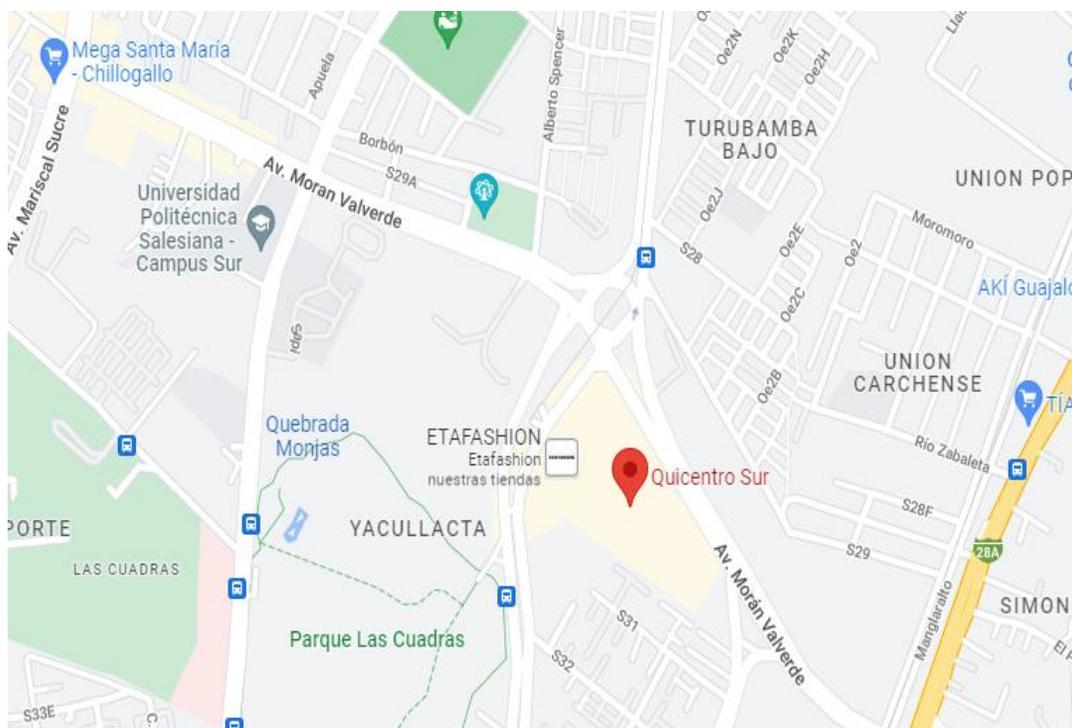 Mega Santa María
- Chillogallo
Av. Mariscal Sucre
Apuela
Alberto Spencer
Oe2N
Oe2K
Oe2H
TURUBAMBA
BAJO
UNION POP
Borbón
S29A
Av. Moran Valverde
Universidad
Politécnica
Salesiana -
Campus Sur
Oe2J
S28
Oe2E
Oe2
Moromoro
AKÍ Guajalo
Oe2C
UNION
CARCHENSE
TÍA
Oe2B
Quebrada
Monjas
ETAFASHION
Etafashion
nuestras tiendas
Quicentro Sur
Río Zabaleta
S28F
S29
28A
PORTE
YACULLACTA
LAS CUADRAS
Av. Morán Valverde
Manglaralto
SIMON
S31
S32
Parque Las Cuadras
S33E
C.
El P